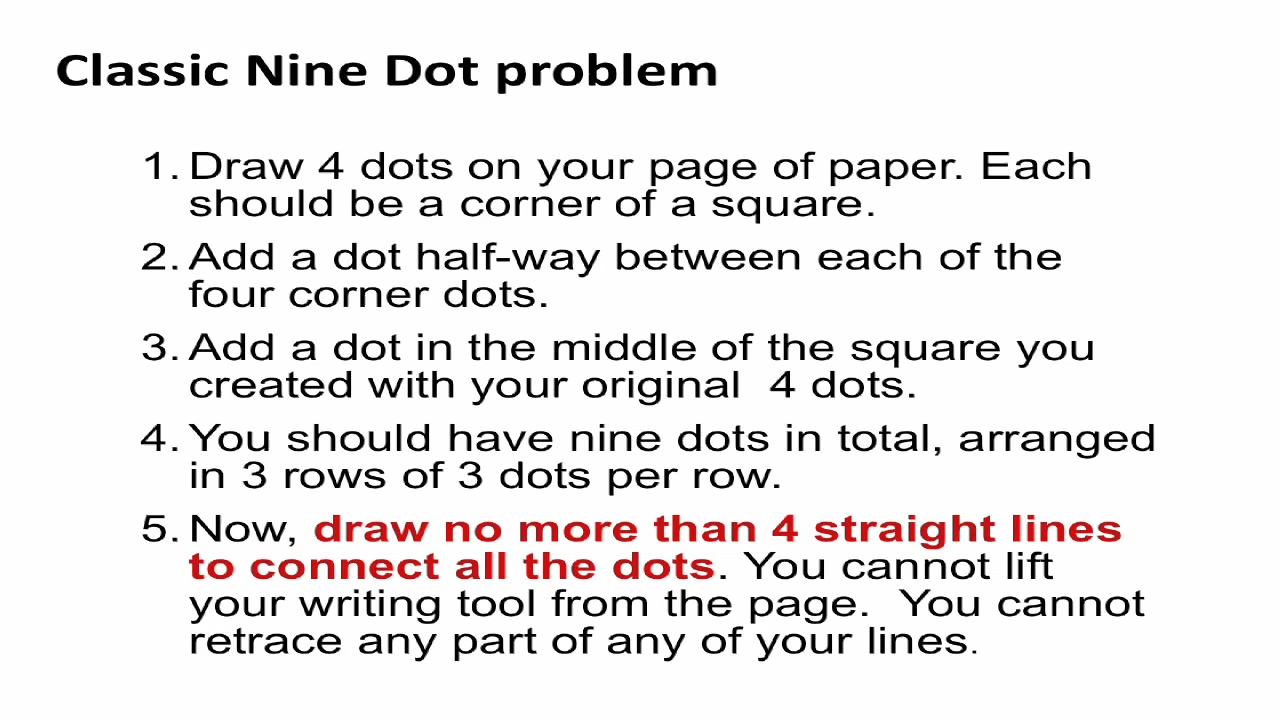 Classic Nine Dot problem
1. Draw 4 dots on your page of paper. Each
should be a corner of a square.
2. Add a dot half-way between each of the
four corner dots.
3. Add a dot in the middle of the square you
created with your original  4 dots.
4. You should have nine dots in total, arranged
in 3 rows of 3 dots per row.
5. Now, draw no more than 4 straight lines
to connect all the dots. You cannot lift
your writing tool from the page.  You cannot
retrace any part of any of your lines.